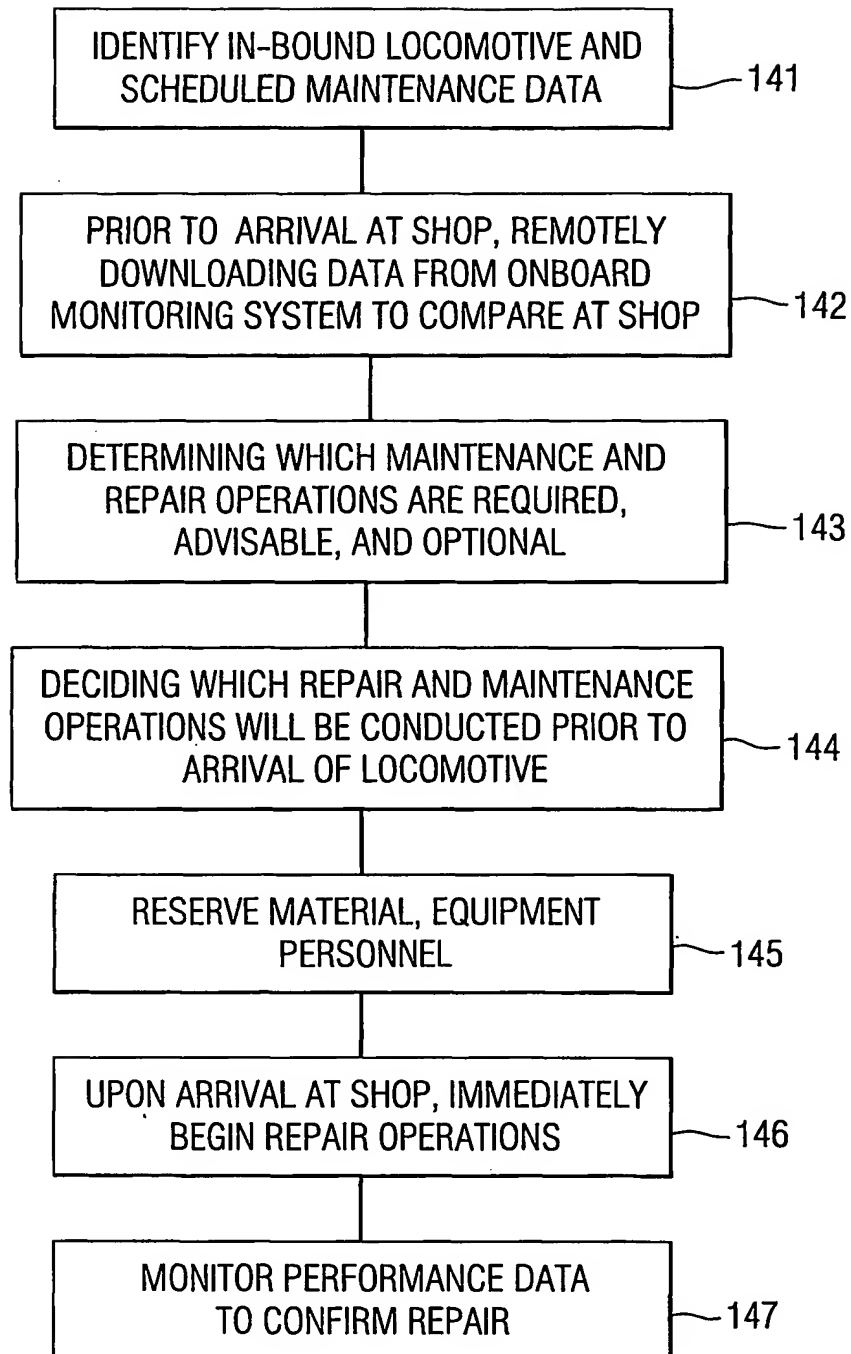 IDENTIFY IN-BOUND LOCOMOTIVE AND
SCHEDULED MAINTENANCE DATA
141
PRIOR TO ARRIVAL AT SHOP, REMOTELY
DOWNLOADING DATA FROM ONBOARD
MONITORING SYSTEM TO COMPARE AT SHOP
142
DETERMINING WHICH MAINTENANCE AND
REPAIR OPERATIONS ARE REQUIRED,
ADVISABLE, AND OPTIONAL
143
DECIDING WHICH REPAIR AND MAINTENANCE
OPERATIONS WILL BE CONDUCTED PRIOR TO
ARRIVAL OF LOCOMOTIVE
144
RESERVE MATERIAL, EQUIPMENT
PERSONNEL
145
UPON ARRIVAL AT SHOP, IMMEDIATELY
BEGIN REPAIR OPERATIONS
146
MONITOR PERFORMANCE DATA
TO CONFIRM REPAIR
147